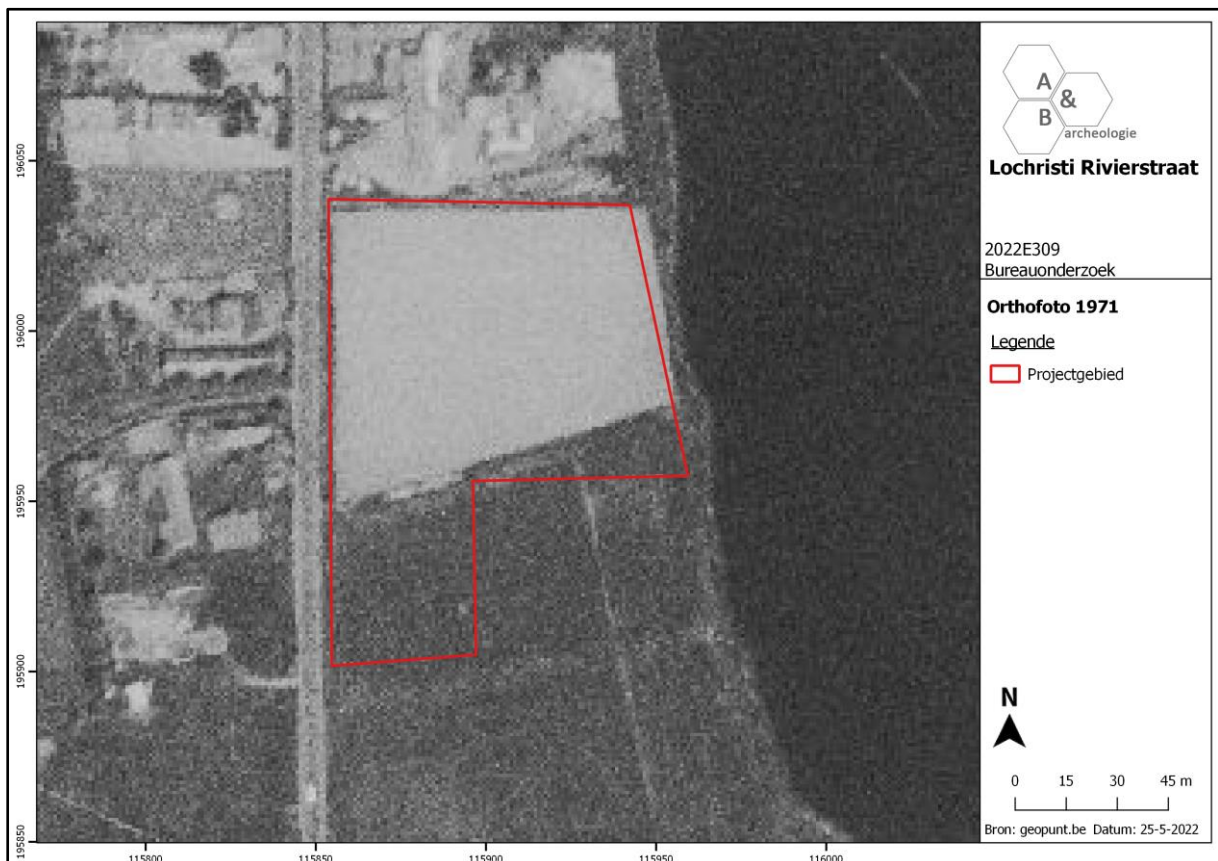 A
&
B
archeologie
Lochristi Rivierstraat
2022E309
Bureauonderzoek
Orthofoto 1971
Legende
Projectgebied
N
0 15 30 45 m
Bron: geopunt.be Datum: 25-5-2022
196050
196000
195950
195900
195850
115800 115850 115900 115950 116000